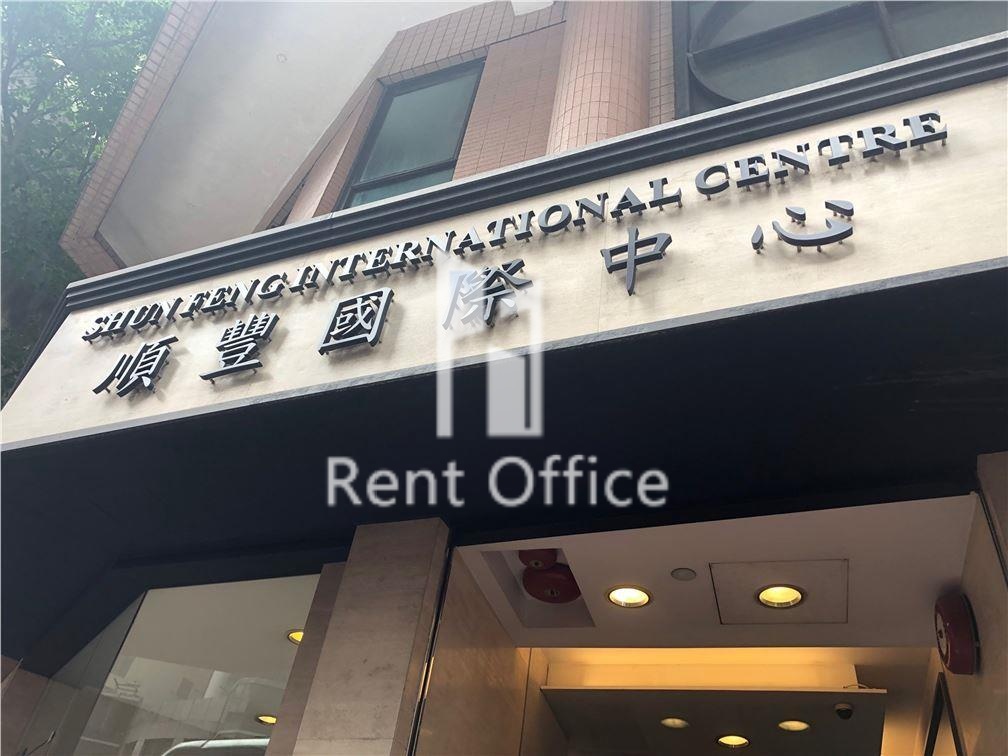 SHUN FENG INTERNATIONAL CENTRE
順豐國際中心
Rent Office